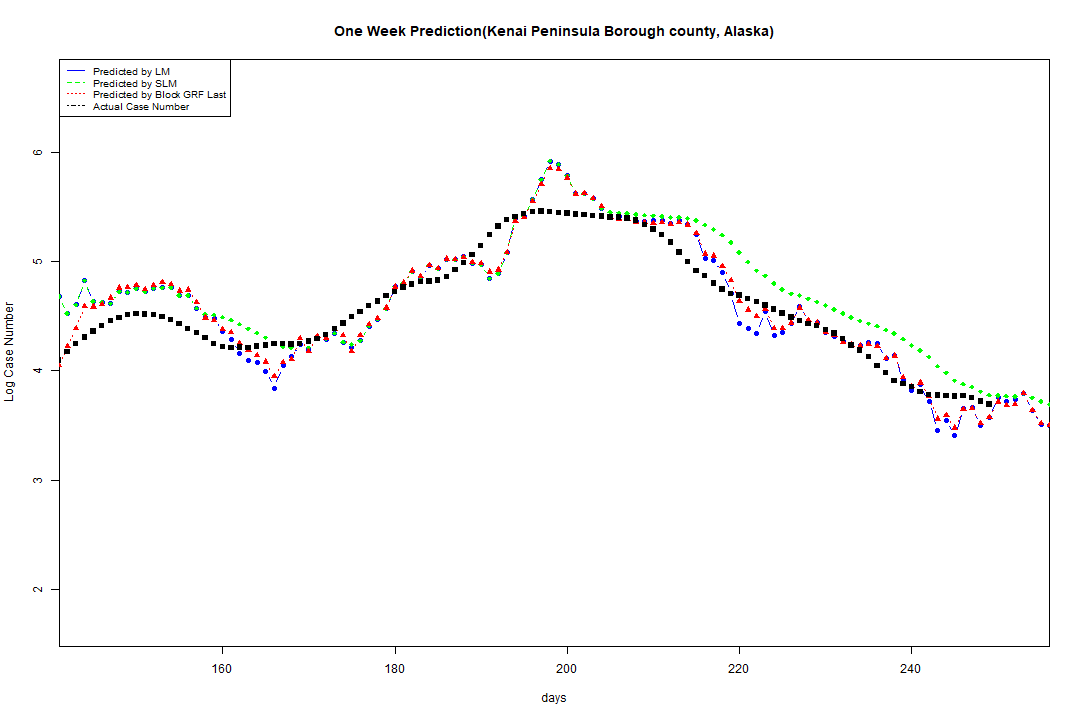 One Week Prediction(Kenai Peninsula Borough county, Alaska)
Predicted by LM
Predicted by SLM
Predicted by Block GRF Last
Actual Case Number
6
5
4
3
2
Log Case Number
160 180 200 220 240
days